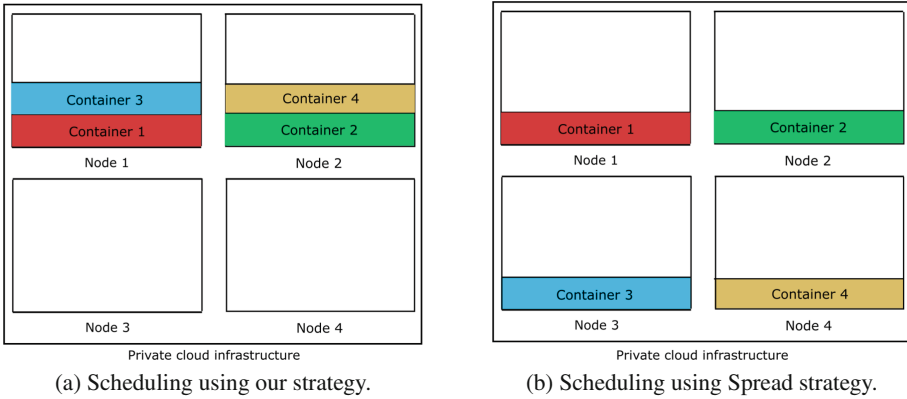 Container 3
Container 1
Node 1
Container 4
Container 2
Node 2
Node 3
Node 4
Private cloud infrastructure
(a) Scheduling using our strategy.
Container 1
Node 1
Container 2
Node 2
Container 3
Node 3
Container 4
Node 4
Private cloud infrastructure
(b) Scheduling using Spread strategy.